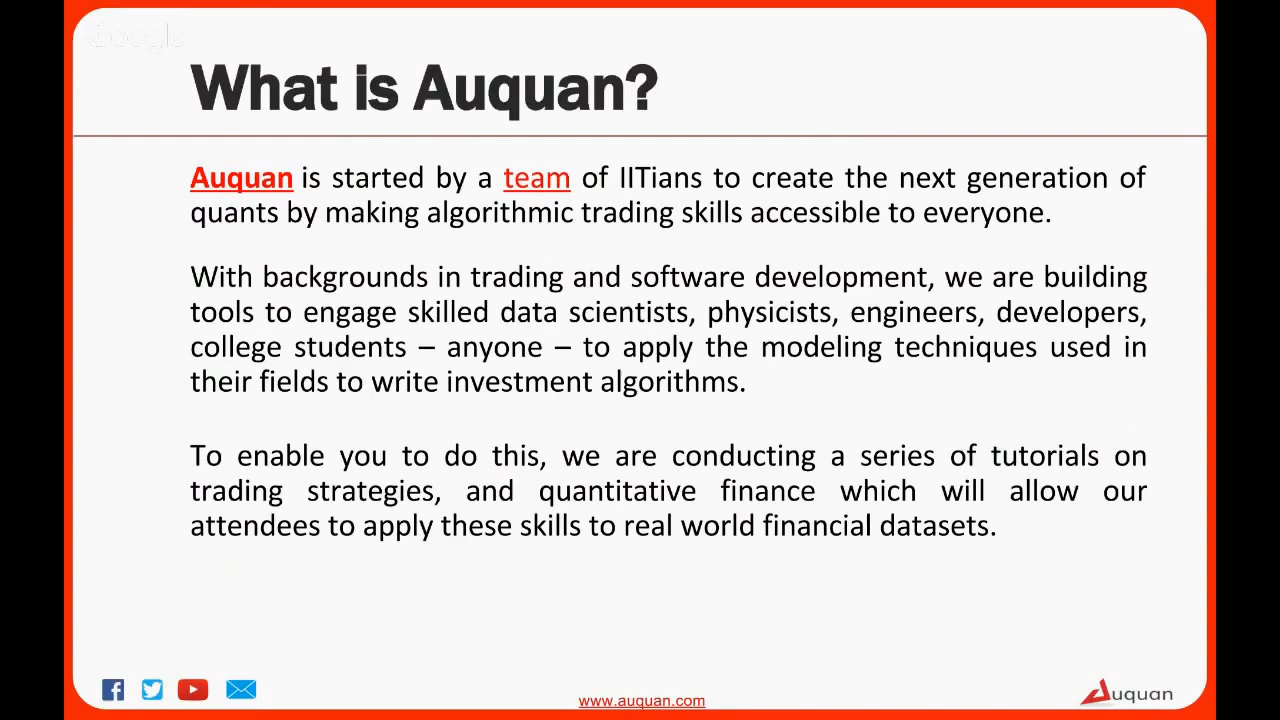 Google
What is Auquan?
Auquan is started by a team of IITians to create the next generation of
quants by making algorithmic trading skills accessible to everyone.
With backgrounds in trading and software development, we are building
tools to engage skilled data scientists, physicists, engineers, developers,
college students – anyone – to apply the modeling techniques used in
their fields to write investment algorithms.
To enable you to do this, we are conducting a series of tutorials on
trading strategies, and quantitative finance which will allow our
attendees to apply these skills to real world financial datasets.
www.auquan.com
Auquan